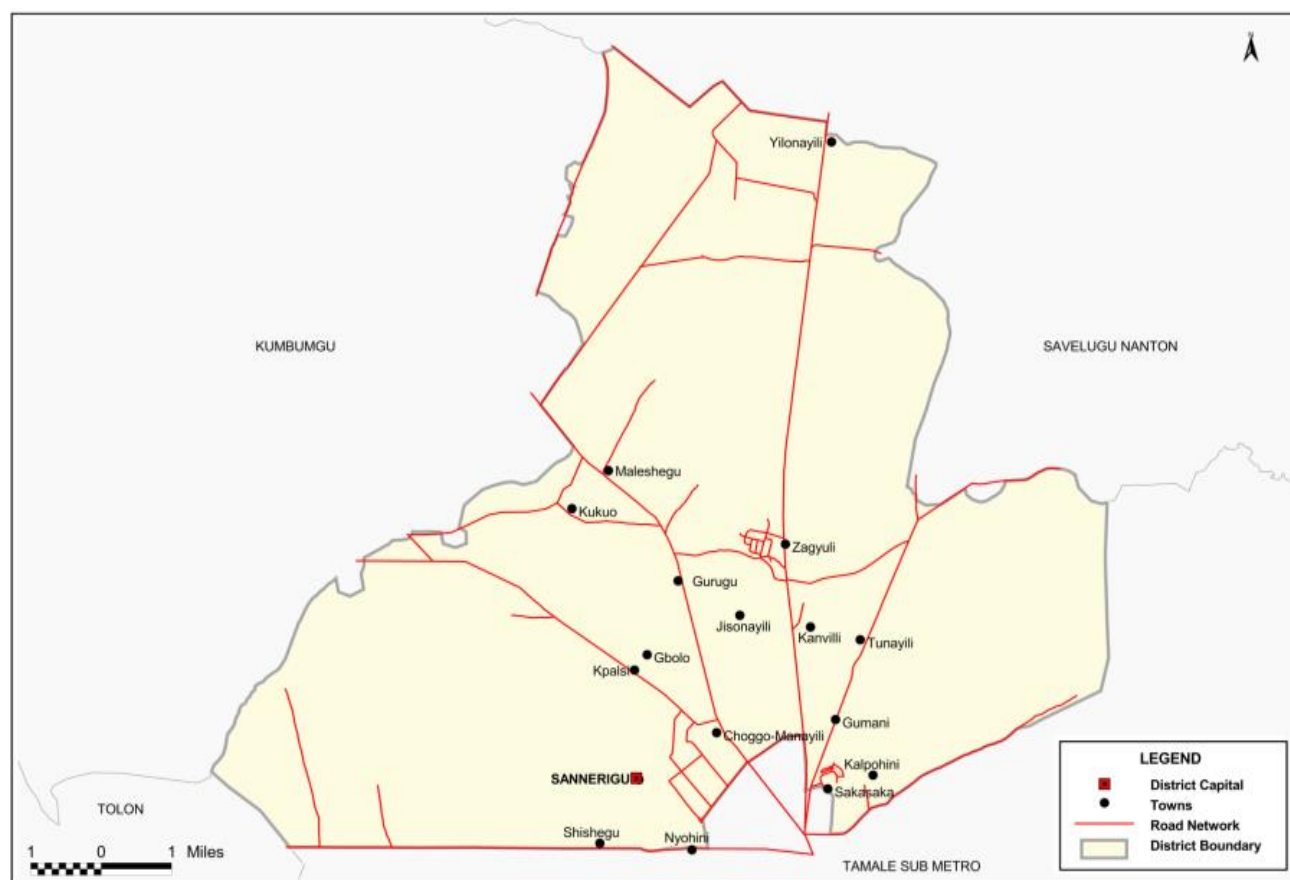 N
Yilonayili
KUMBUMGU
SAVELUGU NANTON
Maleshegu
Kukuo
Zagyuli
Gurugu
Jisonayili
Kanvilli
Tunayili
Gbolo
Kpalsi
Gumani
Choggo-Manayili
Kalpohini
SANNERIGU
Sakasaka
TOLON
Shishegu
Nyohini
TAMALE SUB METRO
1 0 1 Miles
LEGEND
District Capital
Towns
Road Network
District Boundary